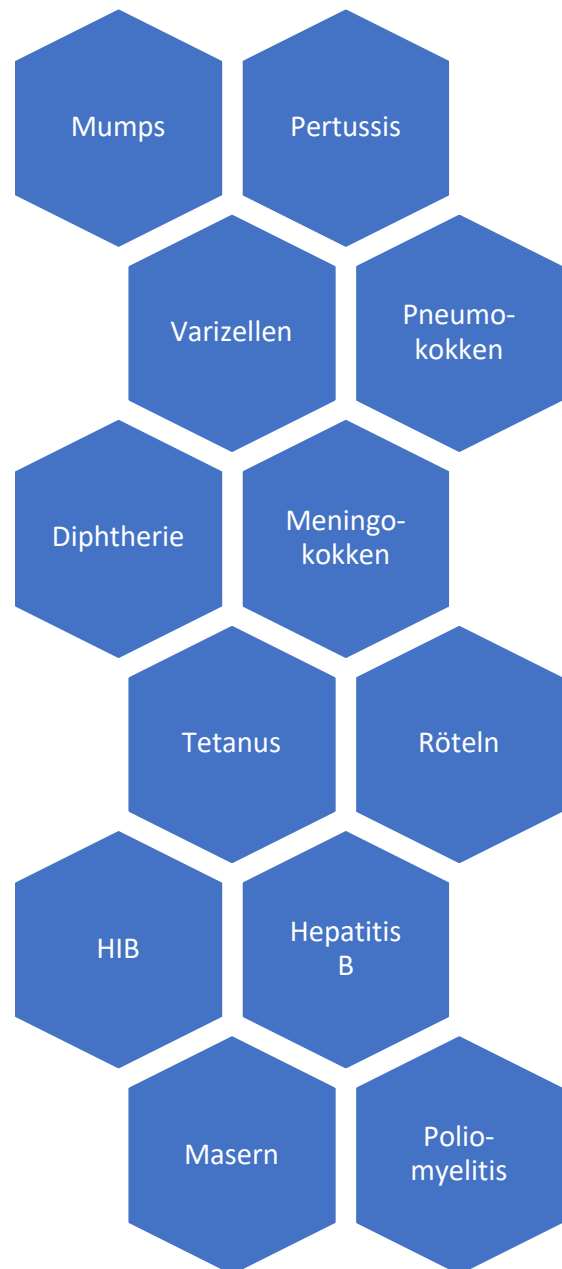 Mumps
Pertussis
Varizellen
Pneumo-
kokken
Diphtherie
Meningo-
kokken
Tetanus
Röteln
HIB
Hepatitis
B
Masern
Polio-
myelitis